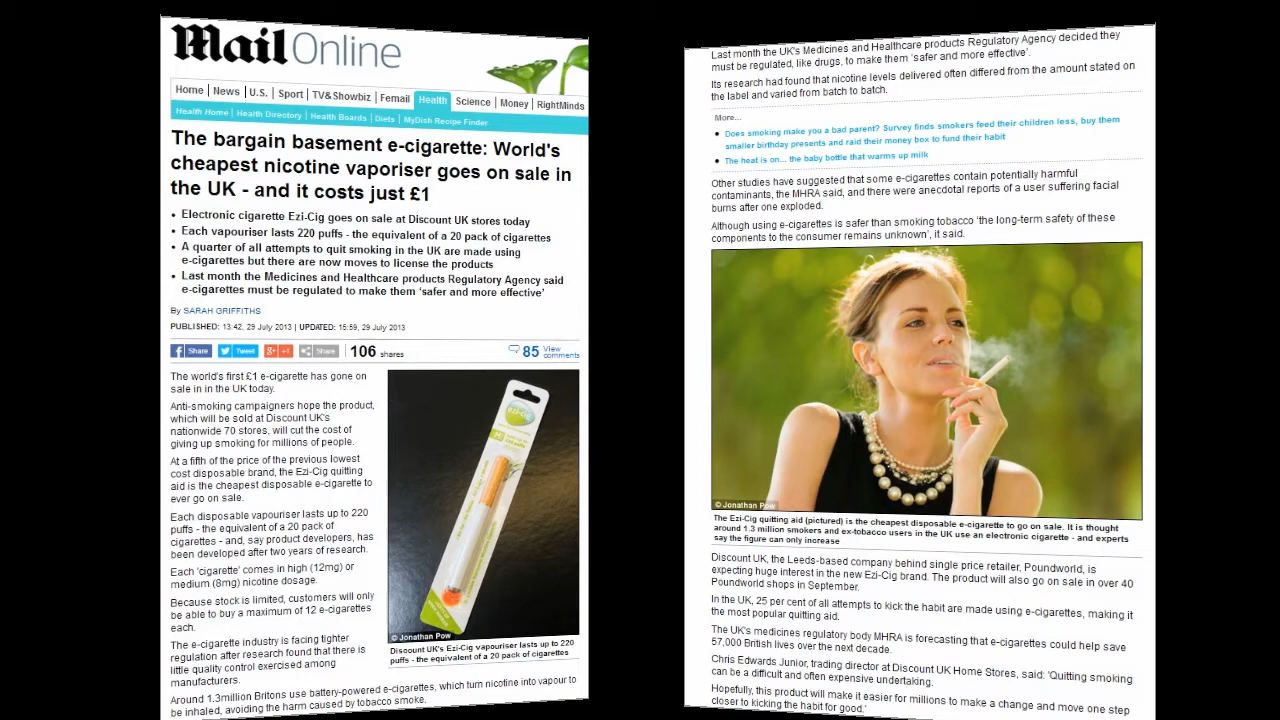 Mail Online
Home News U.S. Sport TV&Showbiz Femail Health Science Money RightMinds
Health Home Health Directory Health Boards Diets MyDish Recipe Finder
The bargain basement e-cigarette: World's
cheapest nicotine vaporiser goes on sale in
the UK - and it costs just £1
• Electronic cigarette Ezi-Cig goes on sale at Discount UK stores today
• Each vapouriser lasts 220 puffs - the equivalent of a 20 pack of cigarettes
• A quarter of all attempts to quit smoking in the UK are made using
e-cigarettes but there are now moves to license the products
• Last month the Medicines and Healthcare products Regulatory Agency said
e-cigarettes must be regulated to make them 'safer and more effective'
By SARAH GRIFFITHS
PUBLISHED: 13:42, 29 July 2013 | UPDATED: 15:59, 29 July 2013
Share Tweet +1 Share 106 shares 85 View comments
The world's first £1 e-cigarette has gone on
sale in in the UK today.
Anti-smoking campaigners hope the product,
which will be sold at Discount UK's
nationwide 70 stores, will cut the cost of
giving up smoking for millions of people.
At a fifth of the price of the previous lowest
cost disposable brand, the Ezi-Cig quitting
aid is the cheapest disposable e-cigarette to
ever go on sale.
Each disposable vapouriser lasts up to 220
puffs - the equivalent of a 20 pack of
cigarettes - and, say product developers, has
been developed after two years of research.
Each 'cigarette' comes in high (12mg) or
medium (8mg) nicotine dosage.
Because stock is limited, customers will only
be able to buy a maximum of 12 e-cigarettes
each.
The e-cigarette industry is facing tighter
regulation after research found that there is
little quality control exercised among
manufacturers.
Around 1.3million Britons use battery-powered e-cigarettes, which turn nicotine into vapour to
be inhaled, avoiding the harm caused by tobacco smoke.
ezi-cig
© Jonathan Pow
Discount UK's Ezi-Cig vapouriser lasts up to 220
puffs - the equivalent of a 20 pack of cigarettes
Last month the UK's Medicines and Healthcare products Regulatory Agency decided they
must be regulated, like drugs, to make them 'safer and more effective'.
Its research had found that nicotine levels delivered often differed from the amount stated on
the label and varied from batch to batch.
More...
• Does smoking make you a bad parent? Survey finds smokers feed their children less, buy them
smaller birthday presents and raid their money box to fund their habit
• The heat is on... the baby bottle that warms up milk
Other studies have suggested that some e-cigarettes contain potentially harmful
contaminants, the MHRA said, and there were anecdotal reports of a user suffering facial
burns after one exploded.
Although using e-cigarettes is safer than smoking tobacco 'the long-term safety of these
components to the consumer remains unknown', it said.
© Jonathan Pow
The Ezi-Cig quitting aid (pictured) is the cheapest disposable e-cigarette to go on sale. It is thought
around 1.3 million smokers and ex-tobacco users in the UK use an electronic cigarette - and experts
say the figure can only increase
Discount UK, the Leeds-based company behind single price retailer, Poundworld, is
expecting huge interest in the new Ezi-Cig brand. The product will also go on sale in over 40
Poundworld shops in September.
In the UK, 25 per cent of all attempts to kick the habit are made using e-cigarettes, making it
the most popular quitting aid.
The UK's medicines regulatory body MHRA is forecasting that e-cigarettes could help save
57,000 British lives over the next decade.
Chris Edwards Junior, trading director at Discount UK Home Stores, said: 'Quitting smoking
can be a difficult and often expensive undertaking.
Hopefully, this product will make it easier for millions to make a change and move one step
closer to kicking the habit for good.'